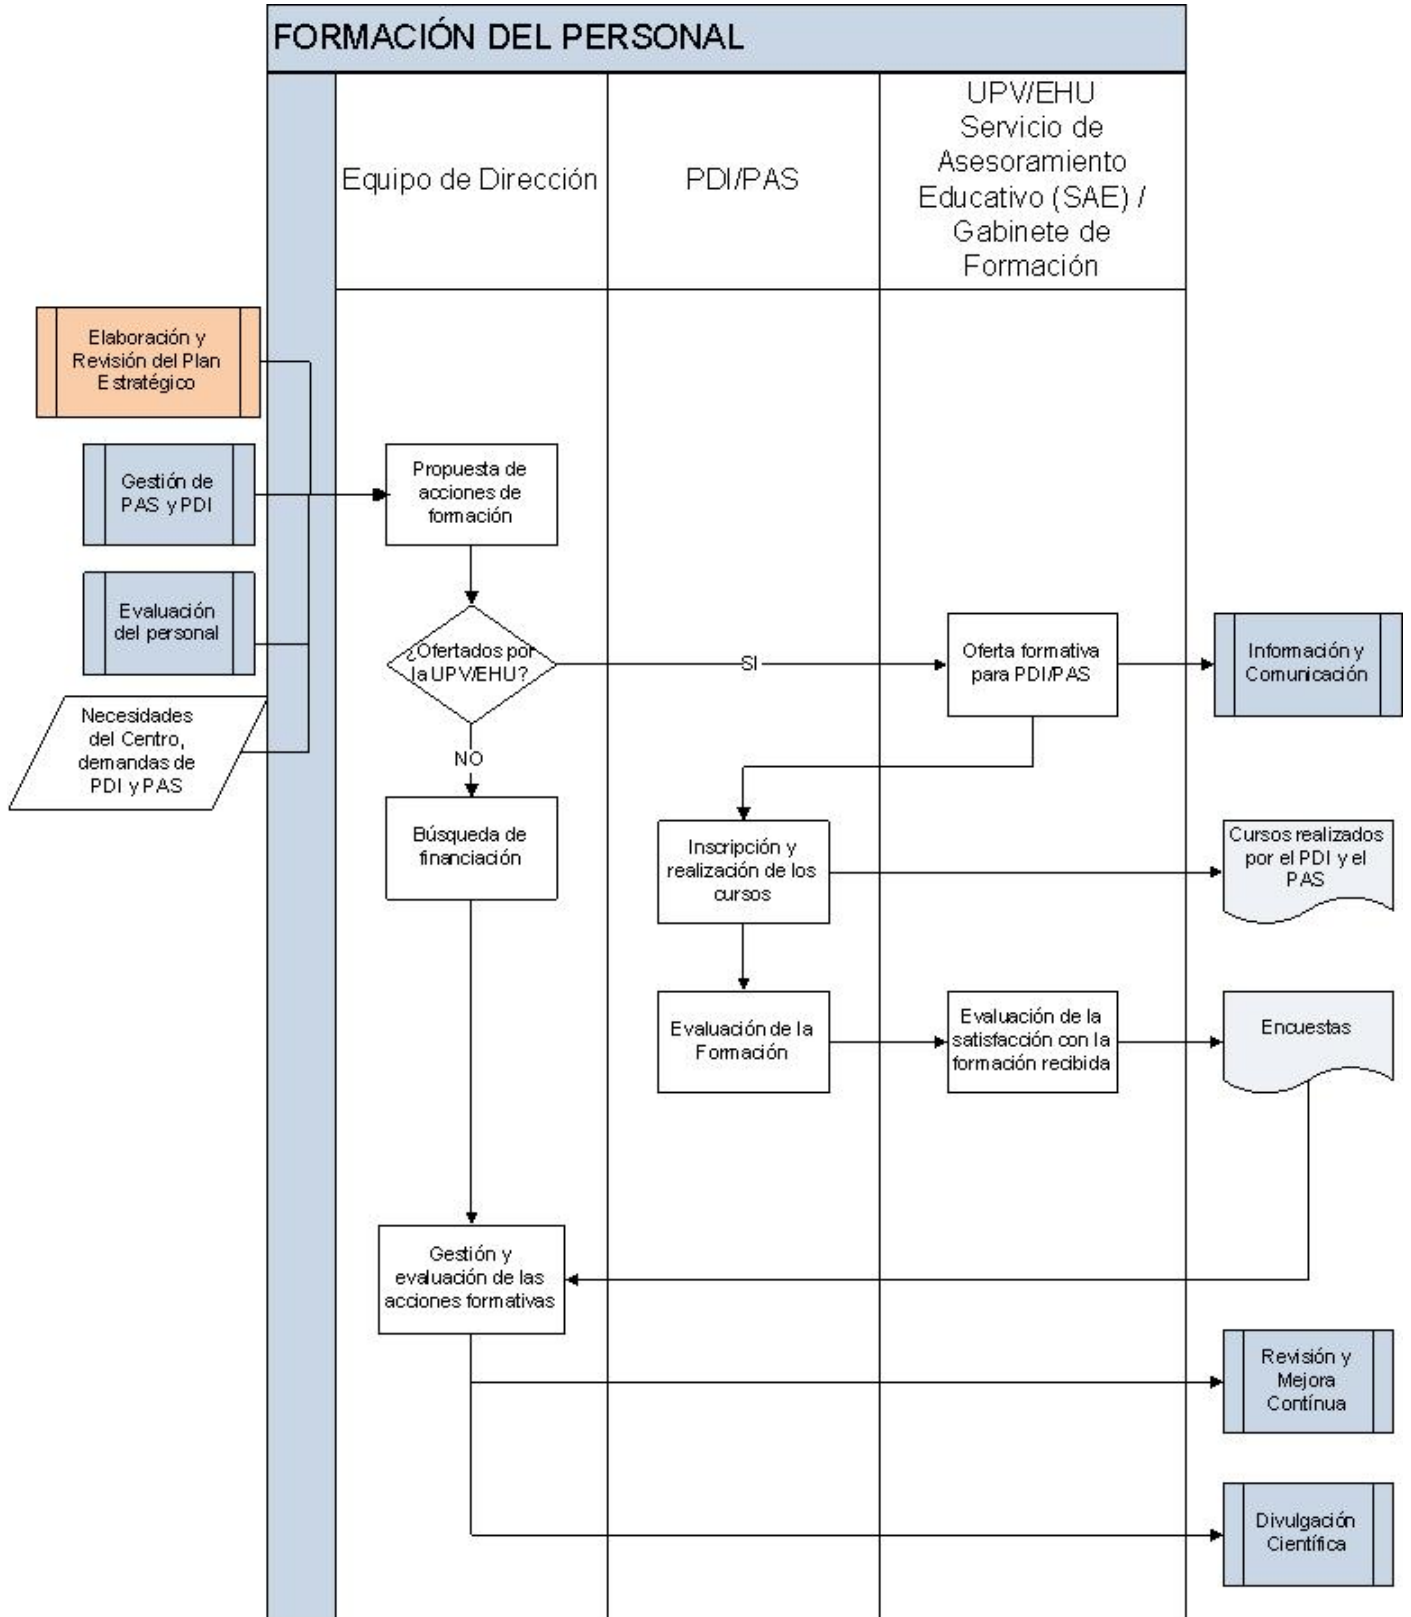 FORMACIÓN DEL PERSONAL
Equipo de Dirección
PDI/PAS
UPV/EHU
Servicio de
Asesoramiento
Educativo (SAE) /
Gabinete de
Formación
Elaboración y
Revisión del Plan
Estratégico
Gestión de
PAS y PDI
Propuesta de
acciones de
formación
Evaluación
del personal
¿Ofertados por
la UPV/EHU?
SI
Oferta formativa
para PDI/PAS
Información y
Comunicación
Necesidades
del Centro,
demandas de
PDI y PAS
NO
Búsqueda de
financiación
Inscripción y
realización de los
cursos
Cursos realizados
por el PDI y el
PAS
Evaluación de la
Formación
Evaluación de la
satisfacción con la
formación recibida
Encuestas
Gestión y
evaluación de las
acciones formativas
Revisión y
Mejora
Contínua
Divulgación
Científica